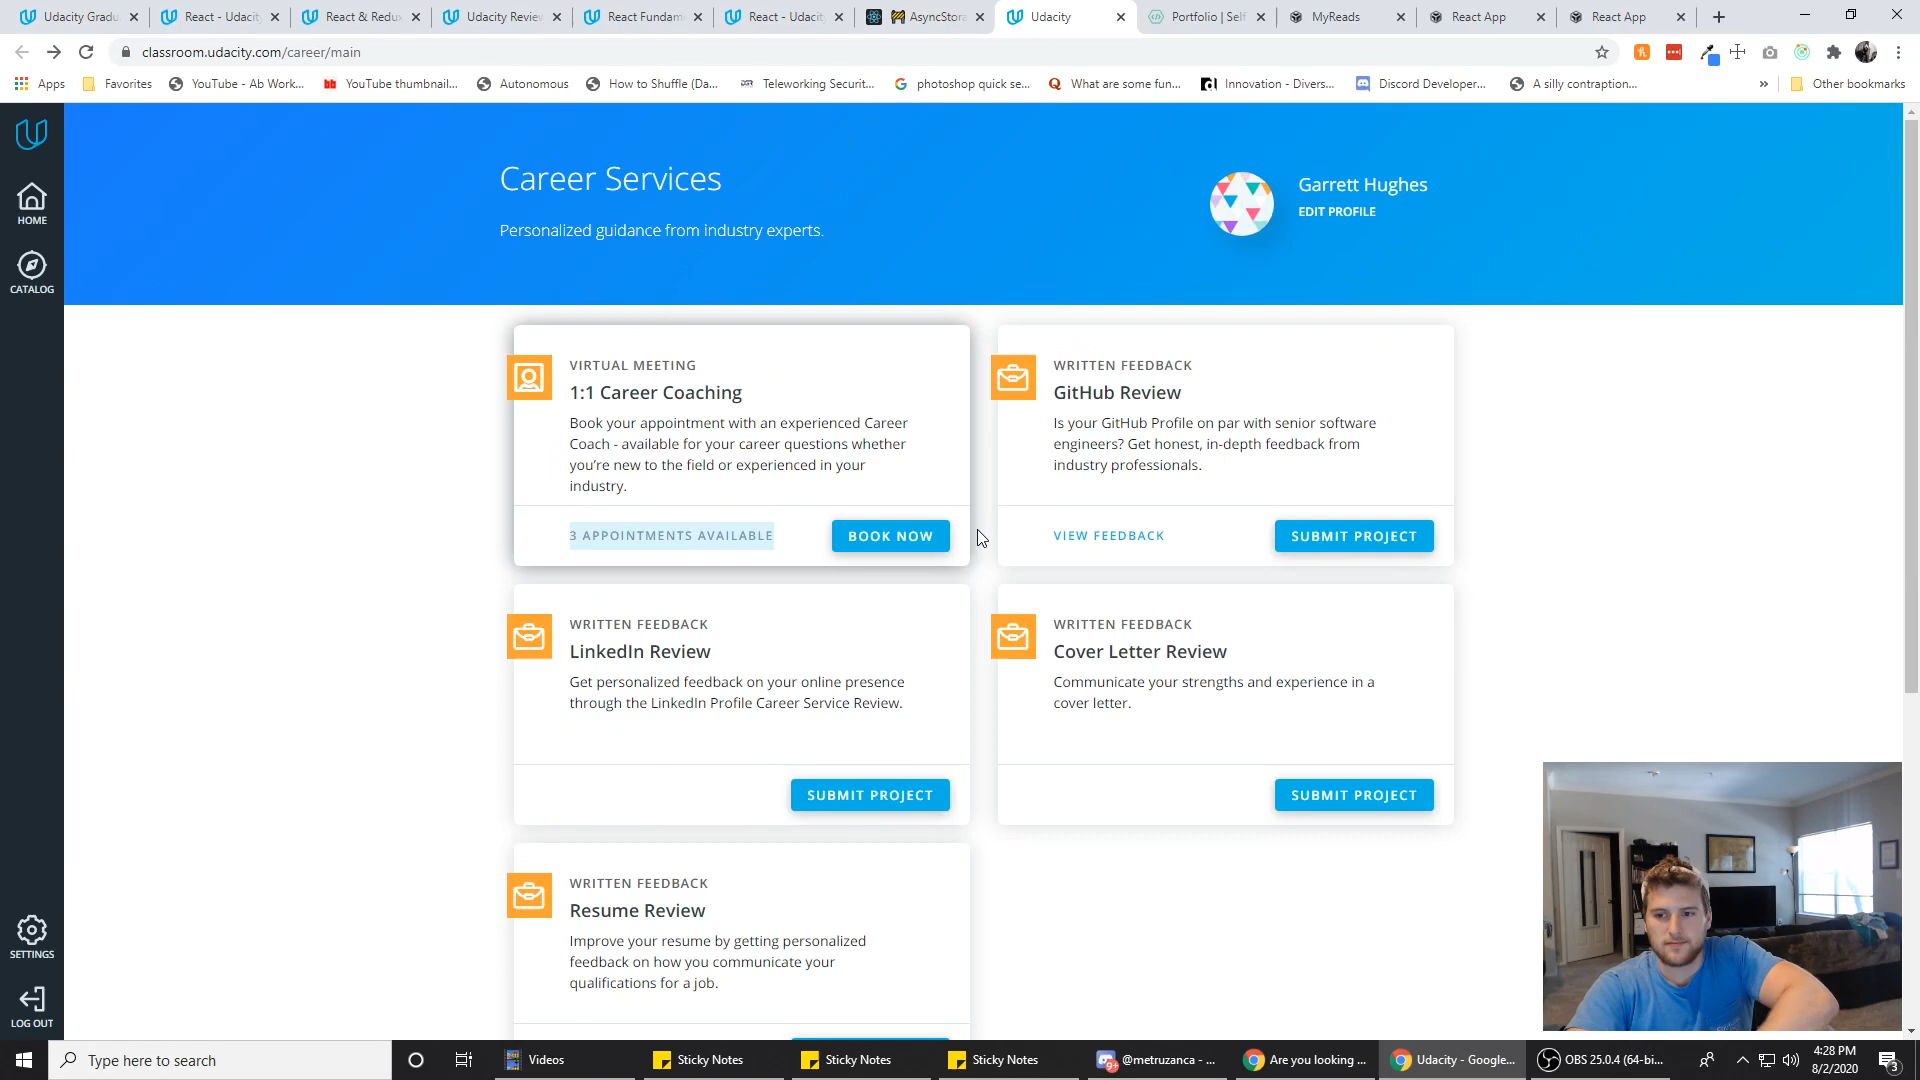 Udacity Gradu
React - Udacity
React & Redu
Udacity Review
React Fundam
React - Udacit
AsyncStora
Udacity
Portfolio | Self
MyReads
React App
React App
classroom.udacity.com/career/main
Apps
Favorites
YouTube - Ab Work...
YouTube thumbnail...
Autonomous
How to Shuffle (Da...
Teleworking Securit...
photoshop quick se...
What are some fun...
Innovation - Divers...
Discord Developer...
A silly contraption...
»
Other bookmarks
HOME
CATALOG
SETTINGS
LOG OUT
Career Services
Personalized guidance from industry experts.
Garrett Hughes
EDIT PROFILE
VIRTUAL MEETING
1:1 Career Coaching
Book your appointment with an experienced Career
Coach - available for your career questions whether
you're new to the field or experienced in your
industry.
3 APPOINTMENTS AVAILABLE
BOOK NOW
WRITTEN FEEDBACK
GitHub Review
Is your GitHub Profile on par with senior software
engineers? Get honest, in-depth feedback from
industry professionals.
VIEW FEEDBACK
SUBMIT PROJECT
WRITTEN FEEDBACK
LinkedIn Review
Get personalized feedback on your online presence
through the LinkedIn Profile Career Service Review.
SUBMIT PROJECT
WRITTEN FEEDBACK
Cover Letter Review
Communicate your strengths and experience in a
cover letter.
SUBMIT PROJECT
WRITTEN FEEDBACK
Resume Review
Improve your resume by getting personalized
feedback on how you communicate your
qualifications for a job.
Type here to search
Videos
Sticky Notes
Sticky Notes
Sticky Notes
@metruzanca - ...
Are you looking ...
Udacity - Google...
OBS 25.0.4 (64-bi...
4:28 PM
8/2/2020
3